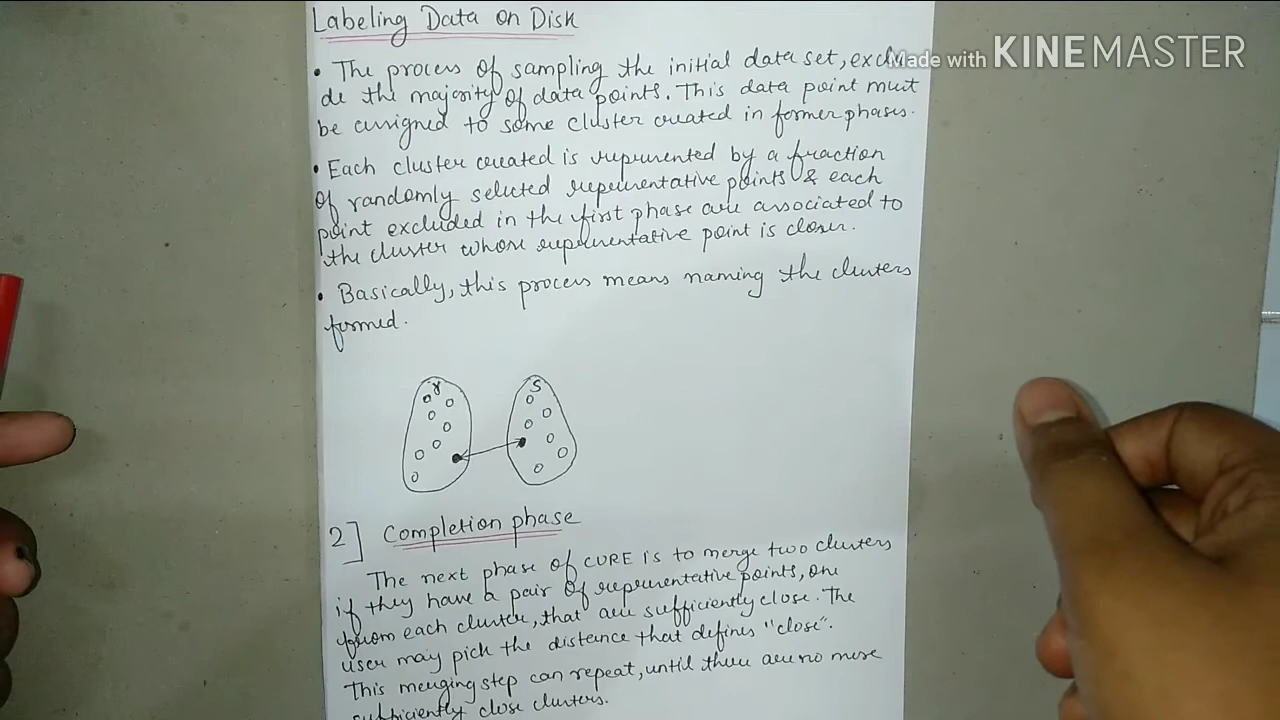 Labeling Data on Disk
Made with KINEMASTER
• The process of sampling the initial data set, exclu
de the majority of data points. This data point must
be assigned to some cluster created in former phases.
• Each cluster created is represented by a fraction
of randomly selected representative points & each
point excluded in the first phase are associated to
the cluster whose representative point is closer.
• Basically, this process means naming the clusters
formed.
r
S
2] Completion phase
The next phase of CURE is to merge two clusters
if they have a pair of representative points, one
from each cluster, that are sufficiently close. The
user may pick the distance that defines "close".
This merging step can repeat, until there are no more
sufficiently close clusters.